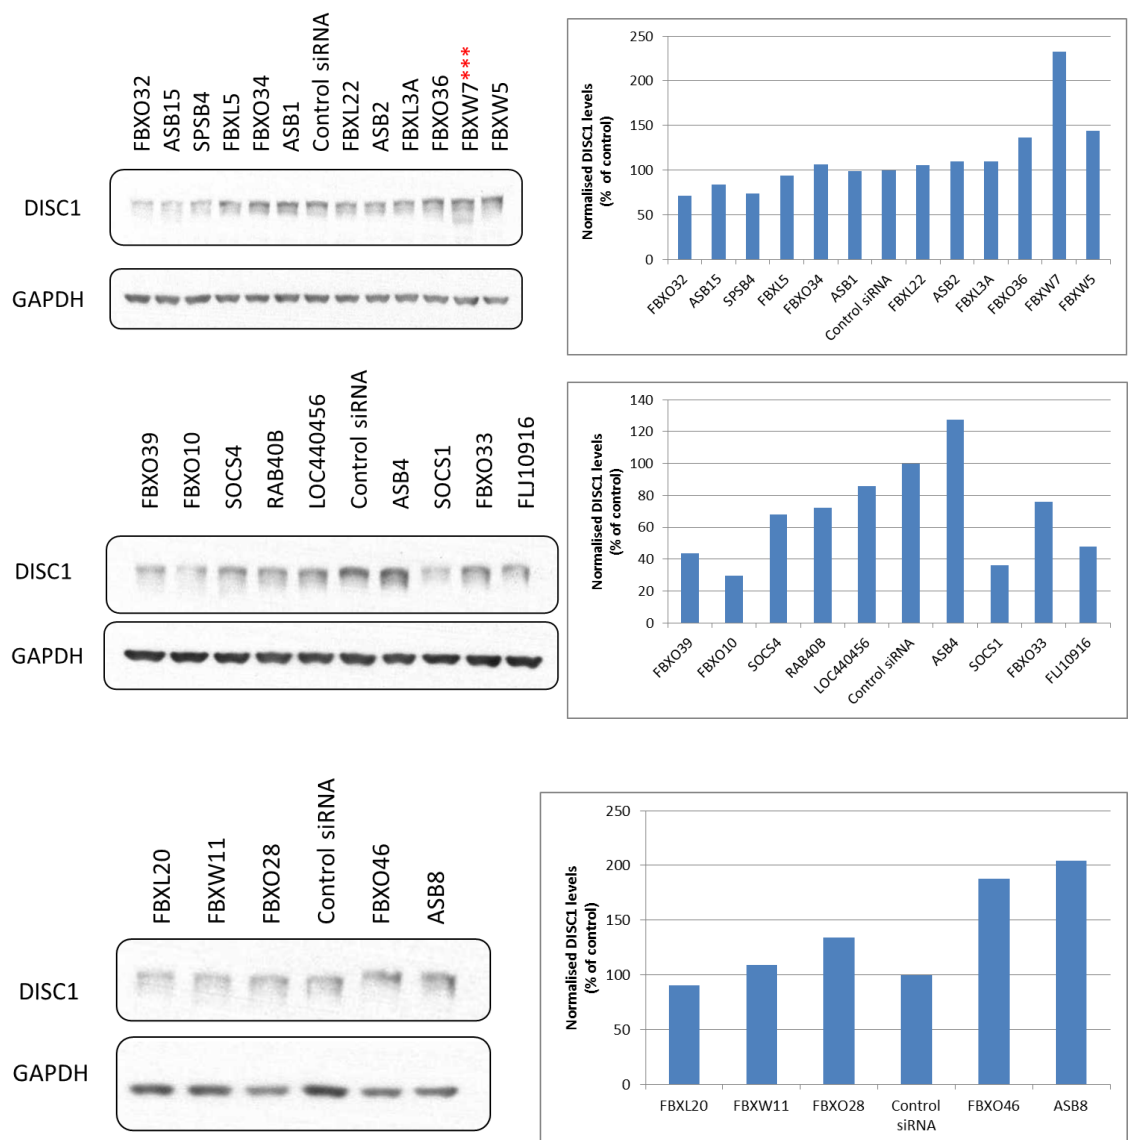 FBXO32
ASB15
SPSB4
FBXL5
FBXO34
ASB1
Control siRNA
FBXL22
ASB2
FBXL3A
FBXO36
FBXW7***
FBXW5
DISC1
GAPDH
Normalised DISC1 levels
(% of control)
250
200
150
100
50
0
FBXO32
ASB15
SPSB4
FBXL5
FBXO34
ASB1
Control siRNA
FBXL22
ASB2
FBXL3A
FBXO36
FBXW7
FBXW5
FBXO39
FBXO10
SOCS4
RAB40B
LOC440456
Control siRNA
ASB4
SOCS1
FBXO33
FLJ10916
DISC1
GAPDH
Normalised DISC1 levels
(% of control)
140
120
100
80
60
40
20
0
FBXO39
FBXO10
SOCS4
RAB40B
LOC440456
Control siRNA
ASB4
SOCS1
FBXO33
FLJ10916
FBXL20
FBXW11
FBXO28
Control siRNA
FBXO46
ASB8
DISC1
GAPDH
Normalised DISC1 levels
(% of control)
250
200
150
100
50
0
FBXL20
FBXW11
FBXO28
Control
siRNA
FBXO46
ASB8